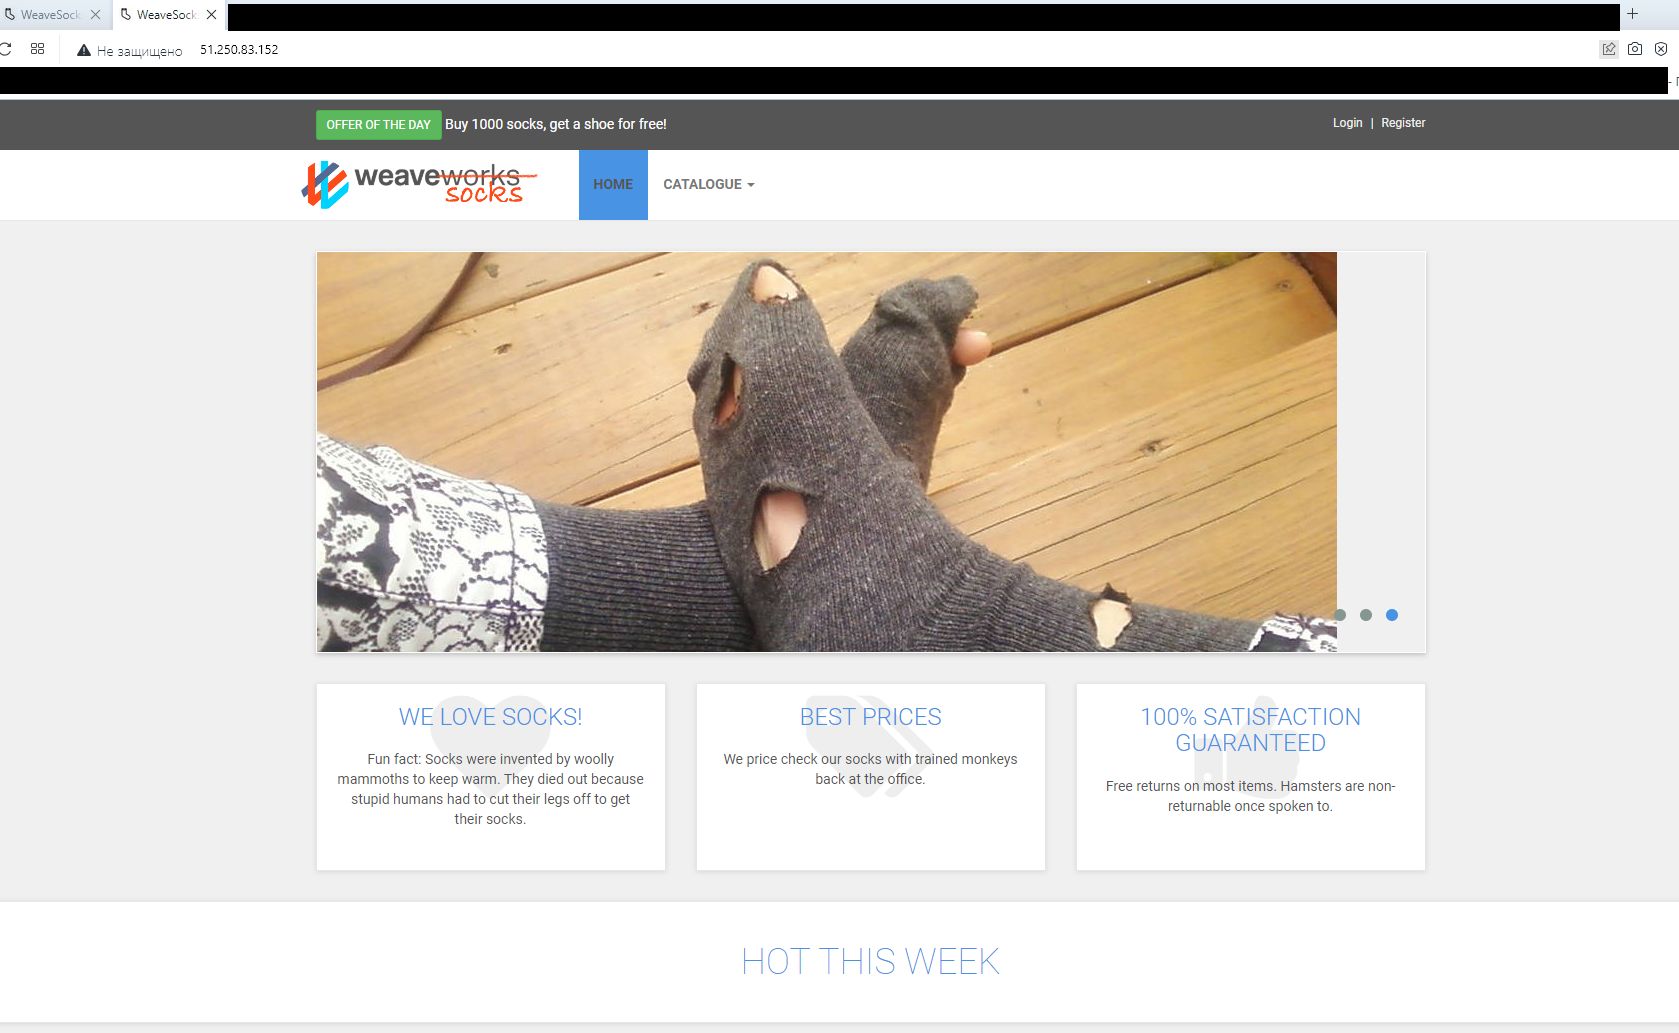 WeaveSock
WeaveSock
Не защищено
51.250.83.152
OFFER OF THE DAY Buy 1000 socks, get a shoe for free!
Login | Register
weaveworks
socks
HOME
CATALOGUE
WE LOVE SOCKS!
Fun fact: Socks were invented by woolly
mammoths to keep warm. They died out because
stupid humans had to cut their legs off to get
their socks.
BEST PRICES
We price check our socks with trained monkeys
back at the office.
100% SATISFACTION
GUARANTEED
Free returns on most items. Hamsters are non-
returnable once spoken to.
HOT THIS WEEK